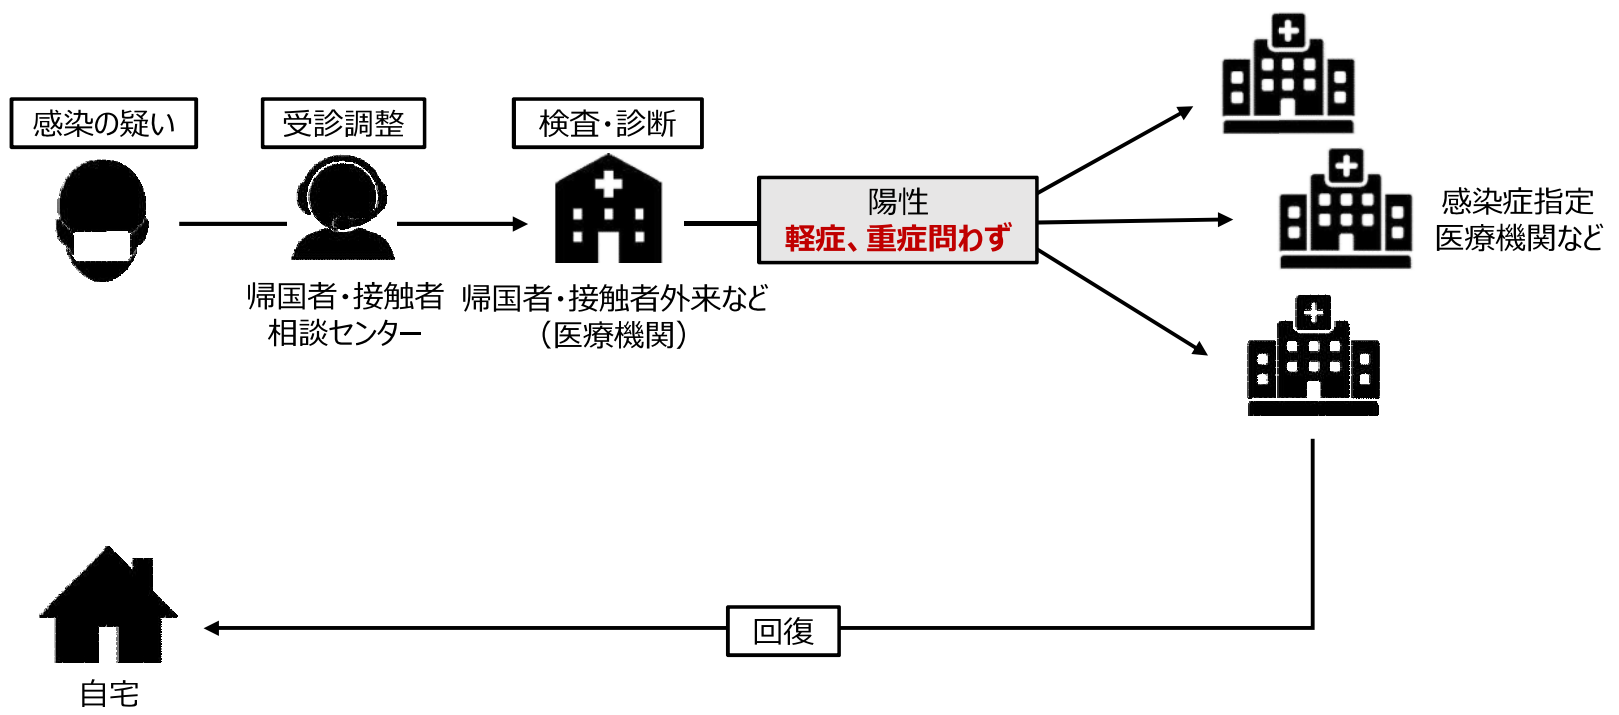 感染の疑い
受診調整
検査・診断
帰国者・接触者
相談センター
帰国者・接触者外来など
（医療機関）
陽性
軽症、重症問わず
感染症指定
医療機関など
回復
自宅